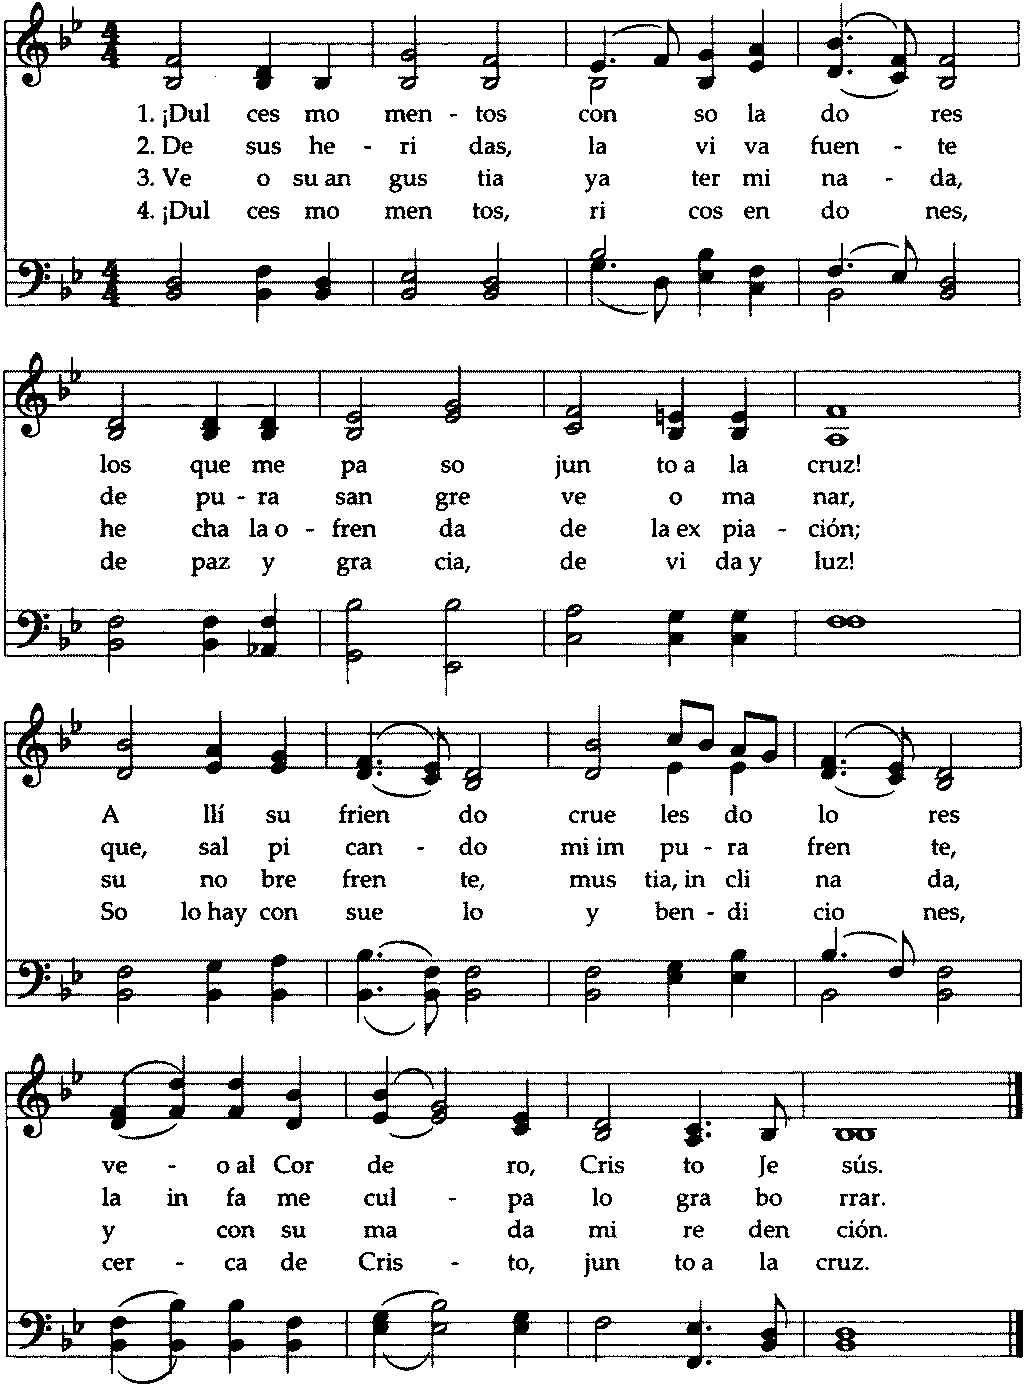 1. ¡Dul ces mo men - tos con so la do res
2. De sus he - ri das, la vi va fuen - te
3. Ve o su an gus tia ya ter mi na - da,
4. ¡Dul ces mo men tos, ri cos en do nes,
los que me pa so jun to a la cruz!
de pu - ra san gre ve o ma nar,
he cha la o - fren da de la ex pia - ción;
de paz y gra cia, de vi da y luz!
A llí su frien do crue les do lo res
que, sal pi can - do mi im pu - ra fren te,
su no bre fren te, mus tia, in cli na da,
So lo hay con sue lo y ben - di cio nes,
ve - o al Cor de ro, Cris to Je sús.
la in fa me cul - pa lo gra bo rrar.
y con su ma da mi re den ción.
cer - ca de Cris - to, jun to a la cruz.